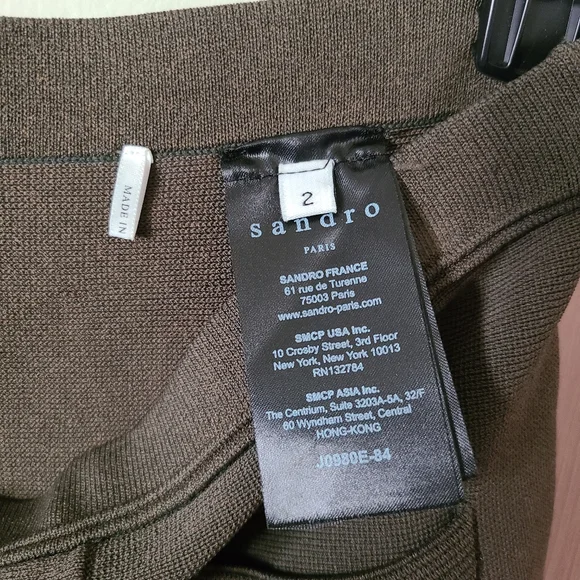 MADE IN
2
sandro
PARIS
SANDRO FRANCE
61 rue de Turenne
75003 Paris
www.sandro-paris.com
SMCP USA Inc.
10 Crosby Street, 3rd Floor
New York, New York 10013
RN132784
SMCP ASIA Inc.
The Centrium, Suite 3203A-5A, 32/F
60 Wyndham Street, Central
HONG-KONG
J0980E-84